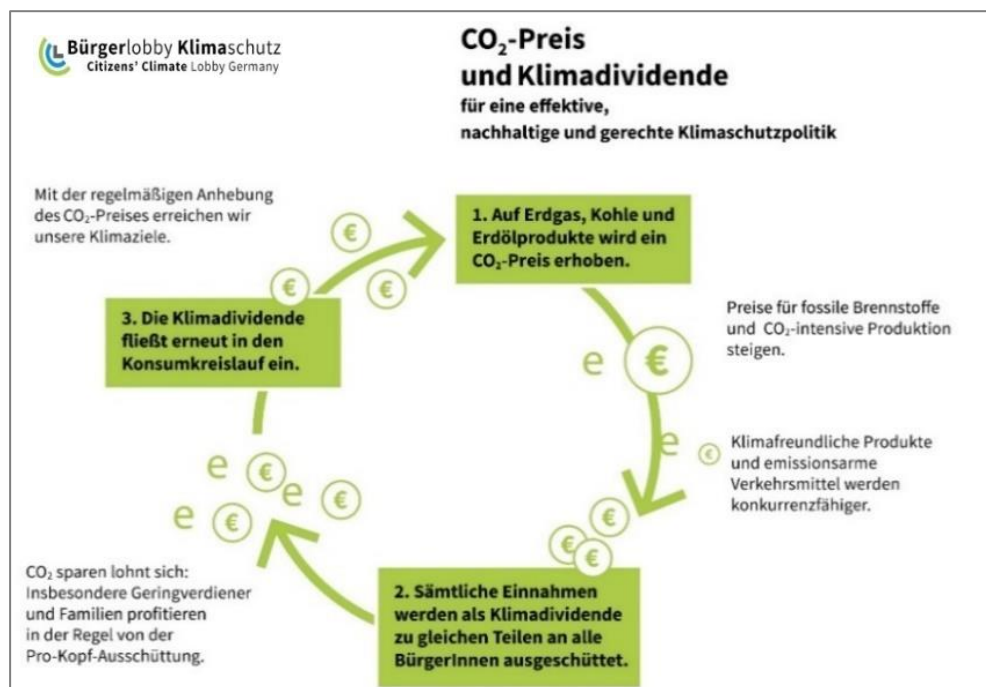 Bürgerlobby Klimaschutz
Citizens' Climate Lobby Germany
CO₂-Preis
und Klimadividende
für eine effektive,
nachhaltige und gerechte Klimaschutzpolitik
Mit der regelmäßigen Anhebung
des CO₂-Preises erreichen wir
unsere Klimaziele.
1. Auf Erdgas, Kohle und
Erdölprodukte wird ein
CO₂-Preis erhoben.
€
€
€
3. Die Klimadividende
fließt erneut in den
Konsumkreislauf ein.
Preise für fossile Brennstoffe
und CO₂-intensive Produktion
steigen.
e €
e €
Klimafreundliche Produkte
und emissionsarme
Verkehrsmittel werden
konkurrenzfähiger.
e €
e €
e €
€
€ €
CO₂ sparen lohnt sich:
Insbesondere Geringverdiener
und Familien profitieren
in der Regel von der
Pro-Kopf-Ausschüttung.
2. Sämtliche Einnahmen
werden als Klimadividende
zu gleichen Teilen an alle
BürgerInnen ausgeschüttet.